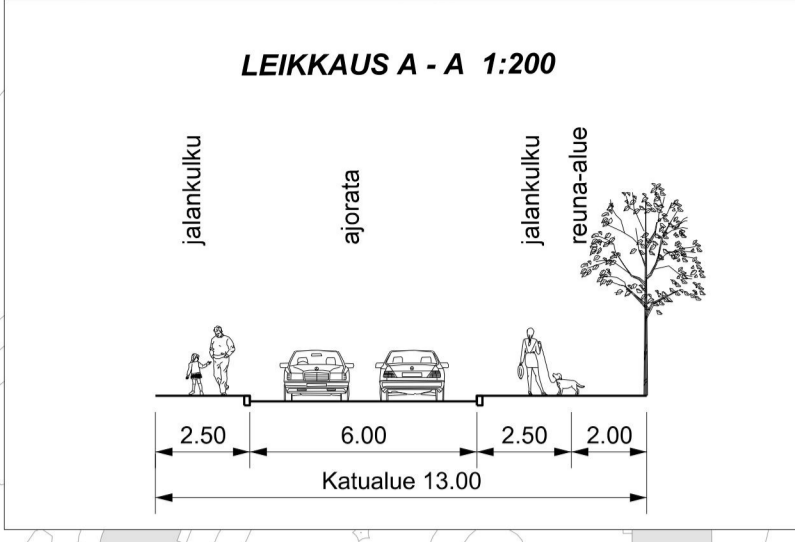 LEIKKAUS A - A 1:200
jalankulku
ajorata
jalankulku
reuna-alue
2.50
6.00
2.50
2.00
Katualue 13.00